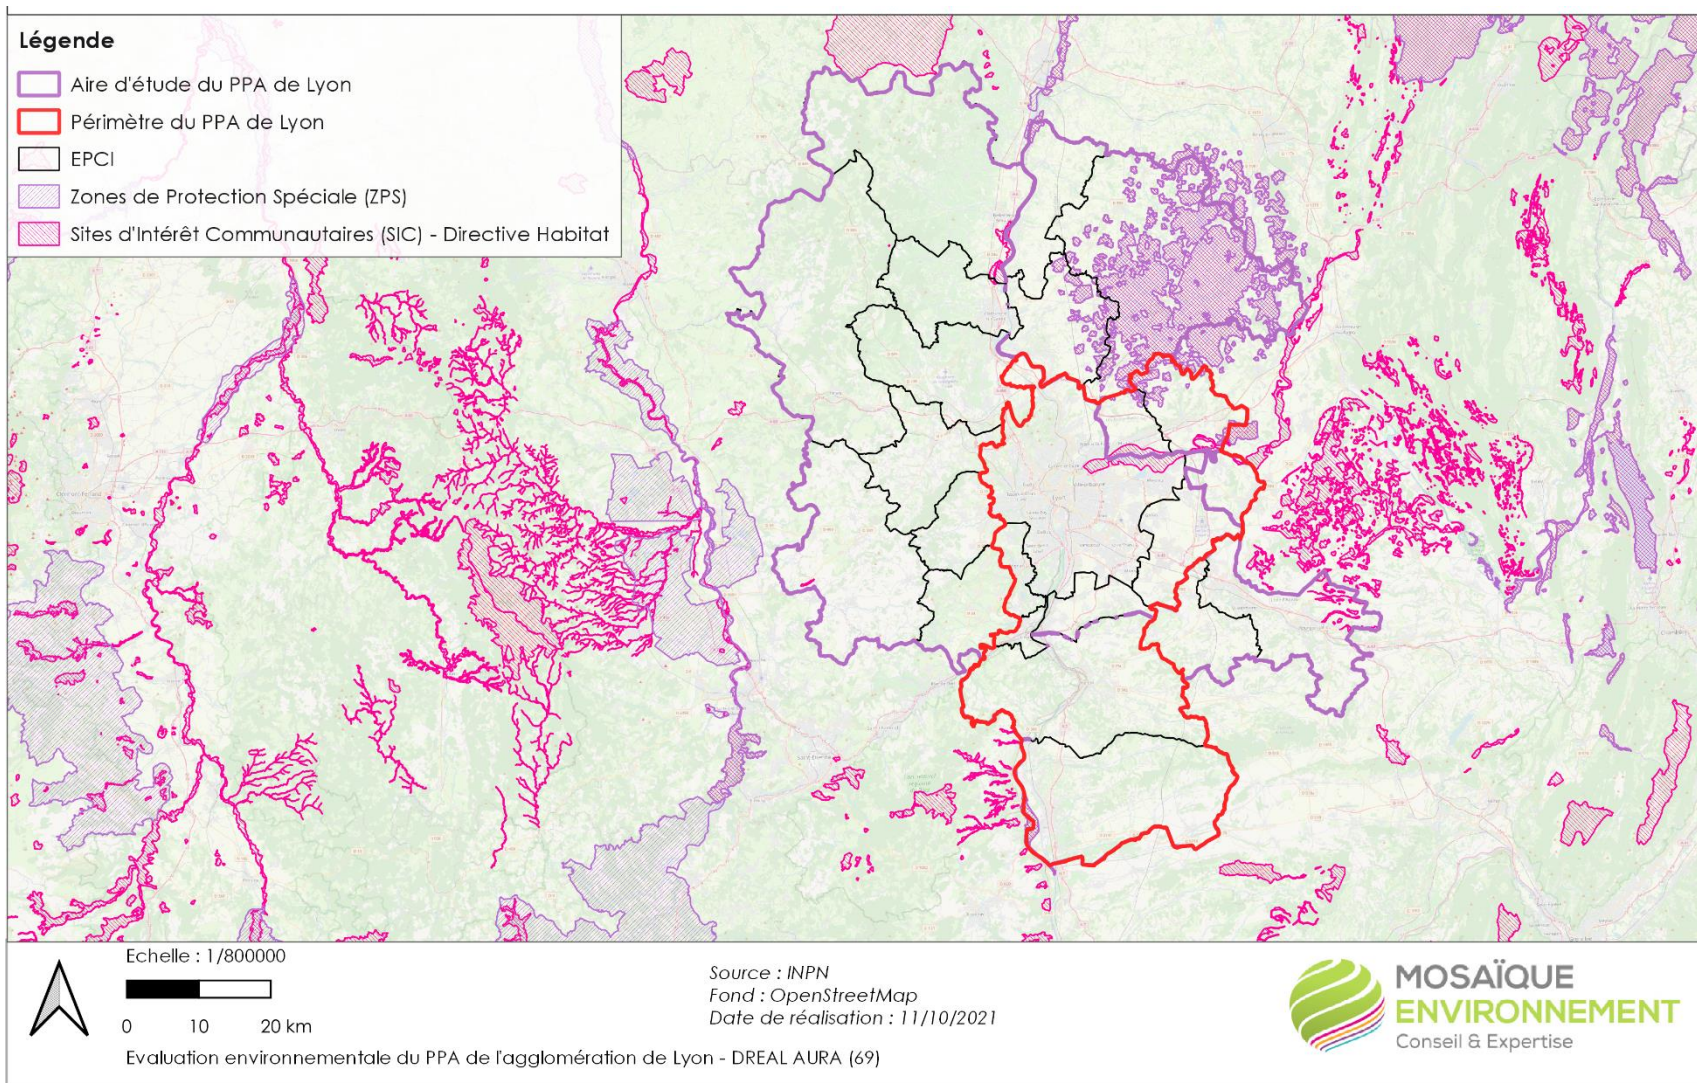 Légende
Aire d'étude du PPA de Lyon
Périmètre du PPA de Lyon
EPCI
Zones de Protection Spéciale (ZPS)
Sites d'Intérêt Communautaires (SIC) - Directive Habitat
Echelle : 1/800000
0 10 20 km
Evaluation environnementale du PPA de l'agglomération de Lyon - DREAL AURA (69)
Source : INPN
Fond : OpenStreetMap
Date de réalisation : 11/10/2021
MOSAÏQUE
ENVIRONNEMENT
Conseil & Expertise